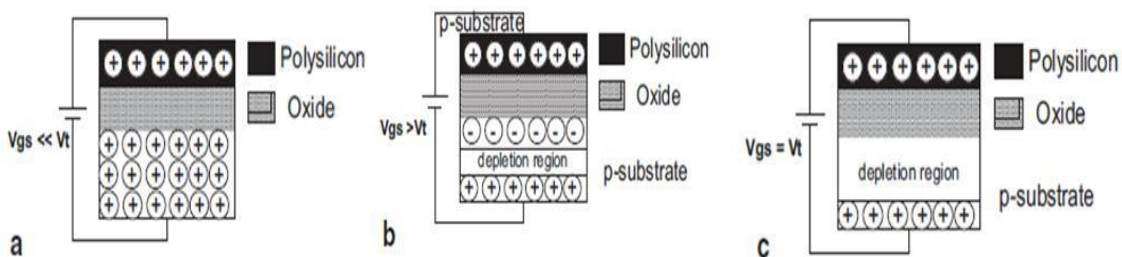 Polysilicon
Oxide
Vgs << Vt
a
p-substrate
Polysilicon
Oxide
Vgs >Vt
depletion region
p-substrate
b
Polysilicon
Oxide
Vgs = Vt
depletion region
p-substrate
c